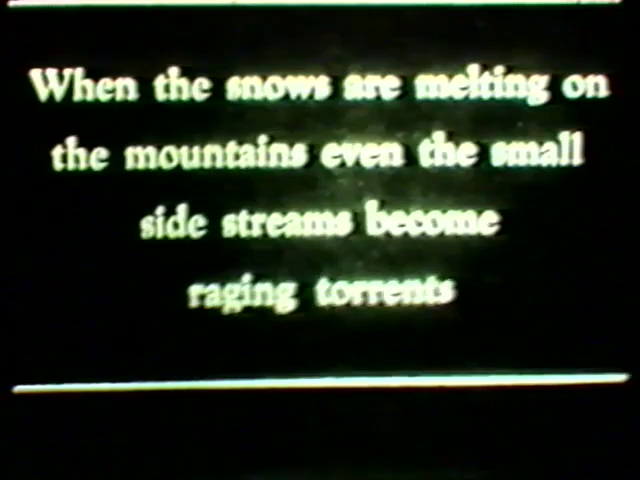 When the snows are melting on
the mountains even the small
side streams become
raging torrents